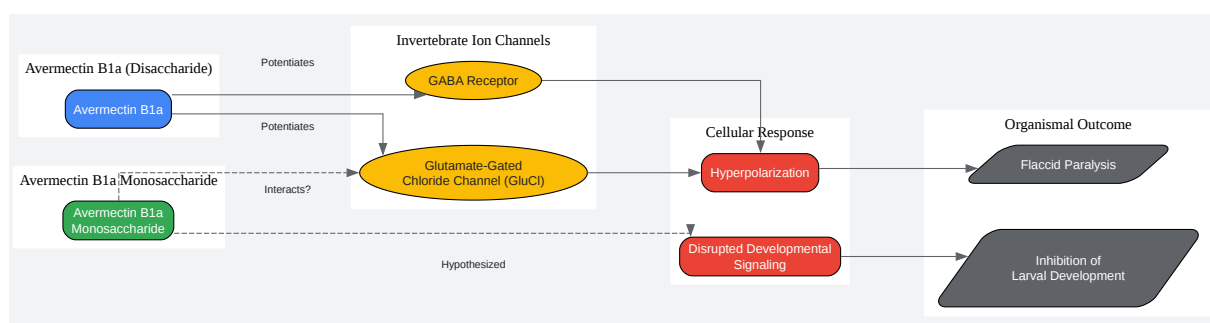 Avermectin B1a (Disaccharide)
Avermectin B1a
Avermectin B1a Monosaccharide
Avermectin B1a
Monosaccharide
Potentiates
Potentiates
Interacts?
Hypothesized
Invertebrate Ion Channels
GABA Receptor
Glutamate-Gated
Chloride Channel (GluCl)
Cellular Response
Hyperpolarization
Disrupted Developmental
Signaling
Organismal Outcome
Flaccid Paralysis
Inhibition of
Larval Development